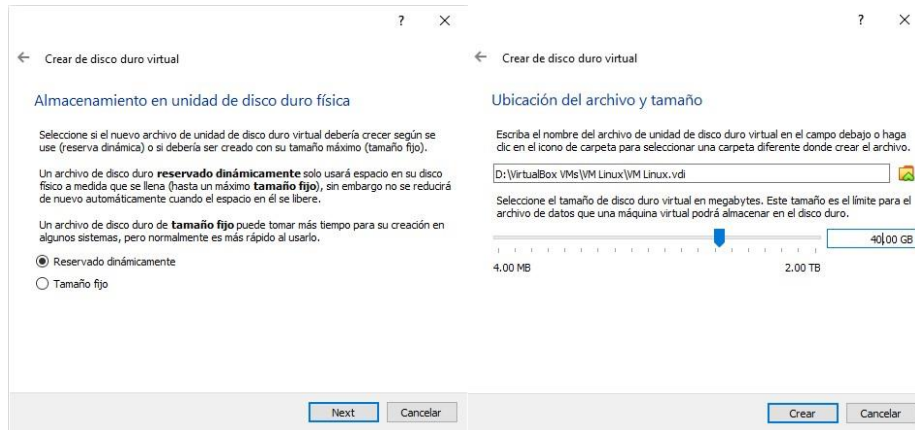 ?
Crear de disco duro virtual
Almacenamiento en unidad de disco duro física
Seleccione si el nuevo archivo de unidad de disco duro virtual debería crecer según se
use (reserva dinámica) o si debería ser creado con su tamaño máximo (tamaño fijo).
Un archivo de disco duro reservado dinámicamente solo usará espacio en su disco
físico a medida que se llena (hasta un máximo tamaño fijo), sin embargo no se reducirá
de nuevo automáticamente cuando el espacio en él se libere.
Un archivo de disco duro de tamaño fijo puede tomar más tiempo para su creación en
algunos sistemas, pero normalmente es más rápido al usarlo.
Reservado dinámicamente
Tamaño fijo
Next Cancelar
?
Crear de disco duro virtual
Ubicación del archivo y tamaño
Escriba el nombre del archivo de unidad de disco duro virtual en el campo debajo o haga
clic en el icono de carpeta para seleccionar una carpeta diferente donde crear el archivo.
D:\VirtualBox VMs\VM Linux\VM Linux.vdi
Seleccione el tamaño de disco duro virtual en megabytes. Este tamaño es el límite para el
archivo de datos que una máquina virtual podrá almacenar en el disco duro.
40,00 GB
4.00 MB 2.00 TB
Crear Cancelar